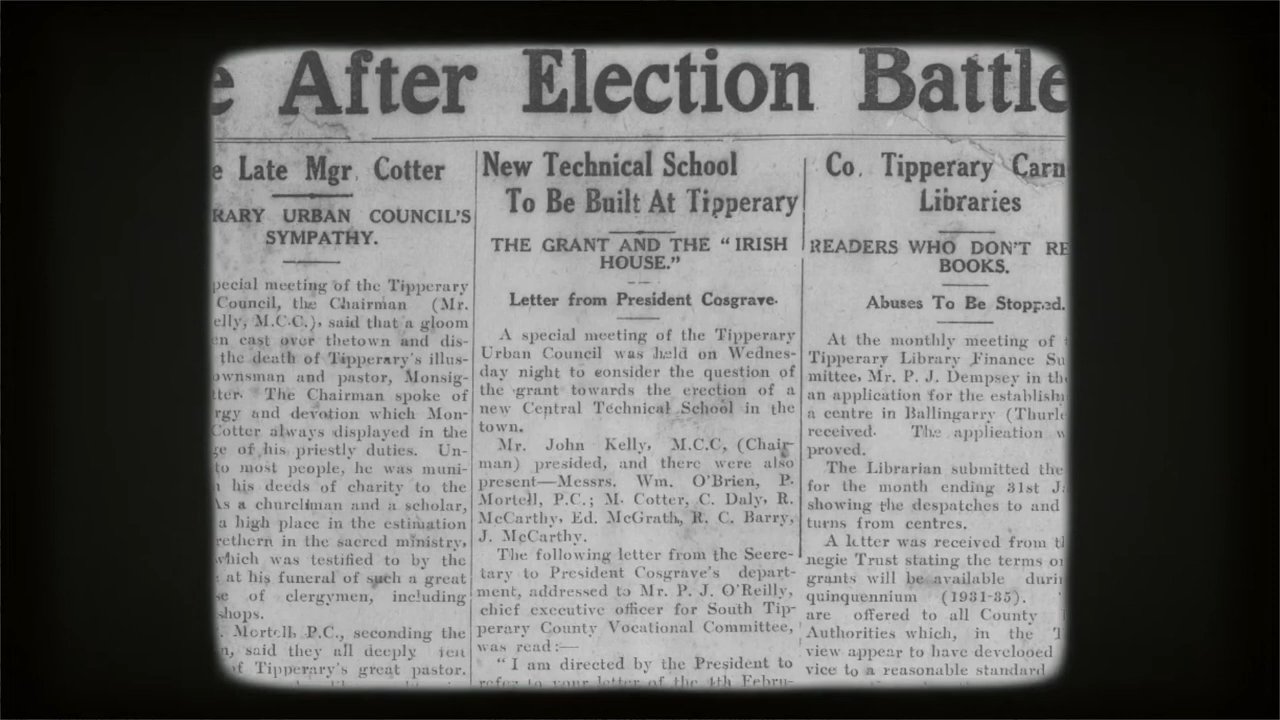 e After Election Battle
e Late Mgr. Cotter
RARY URBAN COUNCIL'S
SYMPATHY.
pecial meeting of the Tipperary
Council, the Chairman (Mr.
elly, M.C.C.), said that a gloom
n cast over thetown and dis-
the death of Tipperary's illus-
ownsman and pastor, Monsig-
tter. The Chairman spoke of
rgy and devotion which Mon-
Cotter always displayed in the
ge of his priestly duties. Un-
to most people, he was muni-
his deeds of charity to the
As a churchman and a scholar,
a high place in the estimation
rethern in the sacred ministry,
which was testified to by the
at his funeral of such a great
of clergymen, including
shops.
Mortell, P.C., seconding the
n, said they all deeply
of Tipperary's great pastor.
New Technical School
To Be Built At Tipperary
THE GRANT AND THE "IRISH
HOUSE."
Letter from President Cosgrave.
A special meeting of the Tipperary
Urban Council was held on Wednes-
day night to consider the question of
the grant towards the erection of a
new Central Technical School in the
town.
Mr. John Kelly, M.C.C, (Chair-
man) presided, and there were also
present—Messrs. Wm. O'Brien, P.
Mortell, P.C.; M. Cotter, C. Daly, R.
McCarthy, Ed. McGrath, R. C. Barry,
J. McCarthy.
The following letter from the Secre-
tary to President Cosgrave's depart-
ment, addressed to Mr. P. J. O'Reilly,
chief executive officer for South Tip-
perary County Vocational Committee,
was read:—
"I am directed by the President to
refer to your letter of the 4th Febru-
Co. Tipperary Carn
Libraries
READERS WHO DON'T RE
BOOKS.
Abuses To Be Stopped.
At the monthly meeting of
Tipperary Library Finance Su
mittee, Mr. P. J. Dempsey in th
an application for the establish
a centre in Ballingarry (Thurl
received. The application w
proved.
The Librarian submitted the
for the month ending 31st J
showing the despatches to and
turns from centres.
A letter was received from t
negie Trust stating the terms o
grants will be available duri
quinquennium (1931-35).
are offered to all County
Authorities which, in the T
view appear to have developed
vice to a reasonable standard